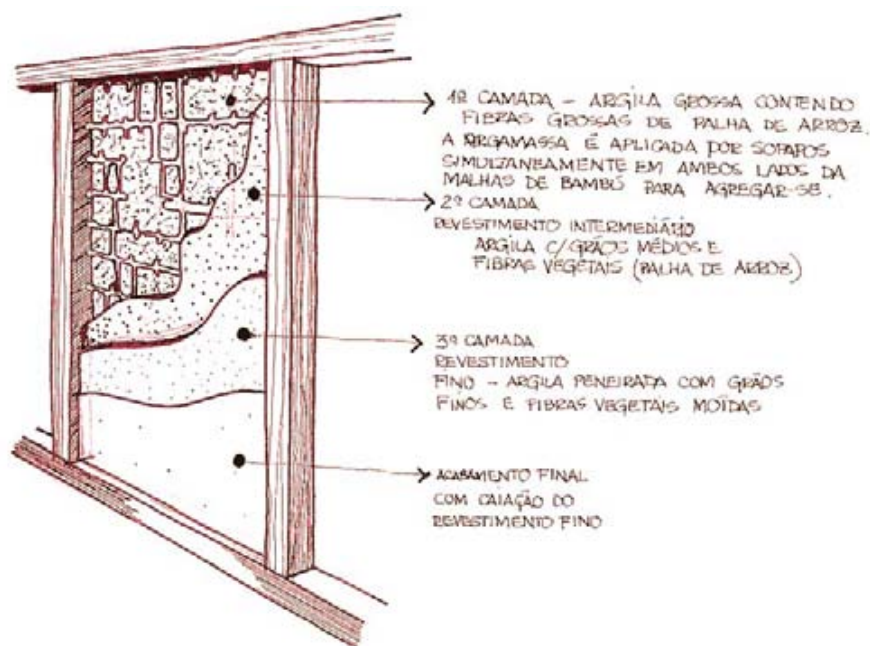 1ª CAMADA - ARGILA GROSSA CONTENDO
FIBRAS GROSSAS DE PALHA DE ARROZ.
A ARGAMASSA É APLICADA POR SOPAPOS
SIMULTANEAMENTE EM AMBOS LADOS DA
MALHAS DE BAMBÚ PARA AGREGAR-SE.
2ª CAMADA
REVESTIMENTO INTERMEDIÁRIO
ARGILA C/GRÃOS MÉDIOS E
FIBRAS VEGETAIS (PALHA DE ARROZ)
3ª CAMADA
REVESTIMENTO
FINO - ARGILA PENEIRADA COM GRÃOS
FINOS E FIBRAS VEGETAIS MOÍDAS
ACABAMENTO FINAL
COM CAIAÇÃO DO
REVESTIMENTO FINO